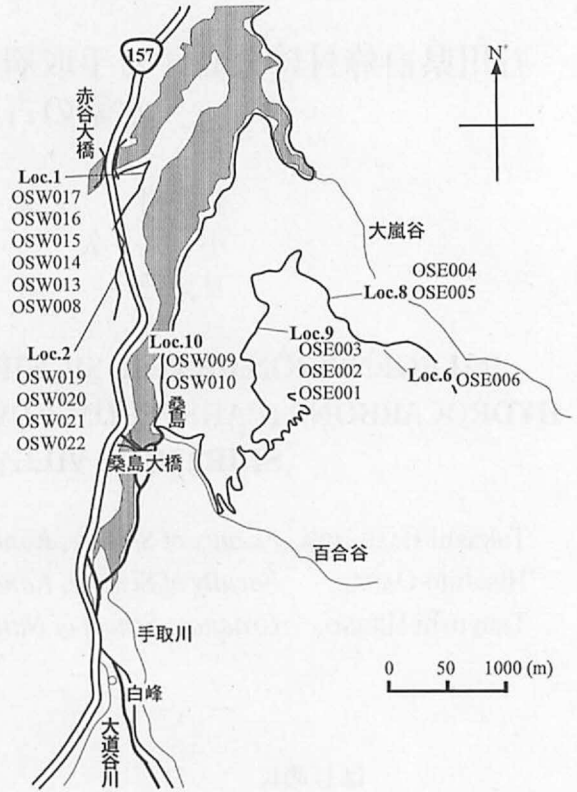 157
N
赤谷大橋
Loc.1
OSW017
OSW016
OSW015
OSW014
OSW013
OSW008
大嵐谷
OSE004
Loc.8 OSE005
Loc.10
OSW009
OSW010
Loc.9
OSE003
OSE002
OSE001
Loc.6 OSE006
Loc.2
OSW019
OSW020
OSW021
OSW022
桑島
桑島大橋
百合谷
手取川
0 50 1000 (m)
白峰
大道谷川